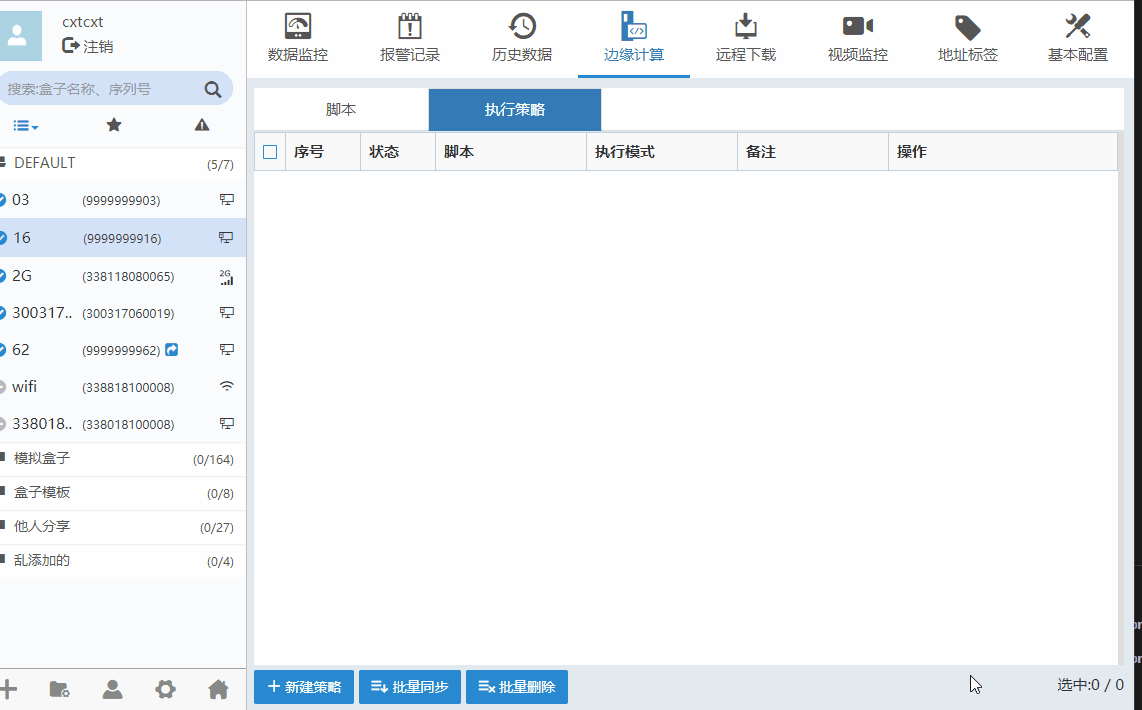 cxtcxt
注销
搜索:盒子名称、序列号
DEFAULT (5/7)
03 (9999999903)
16 (9999999916)
2G (338118080065) 2G
300317.. (300317060019)
62 (9999999962)
wifi (338818100008)
338018.. (338018100008)
模拟盒子 (0/164)
盒子模板 (0/8)
他人分享 (0/27)
乱添加的 (0/4)
数据监控 报警记录 历史数据 边缘计算 远程下载 视频监控 地址标签 基本配置
脚本 执行策略
序号 状态 脚本 执行模式 备注 操作
新建策略 批量同步 批量删除 选中:0 / 0